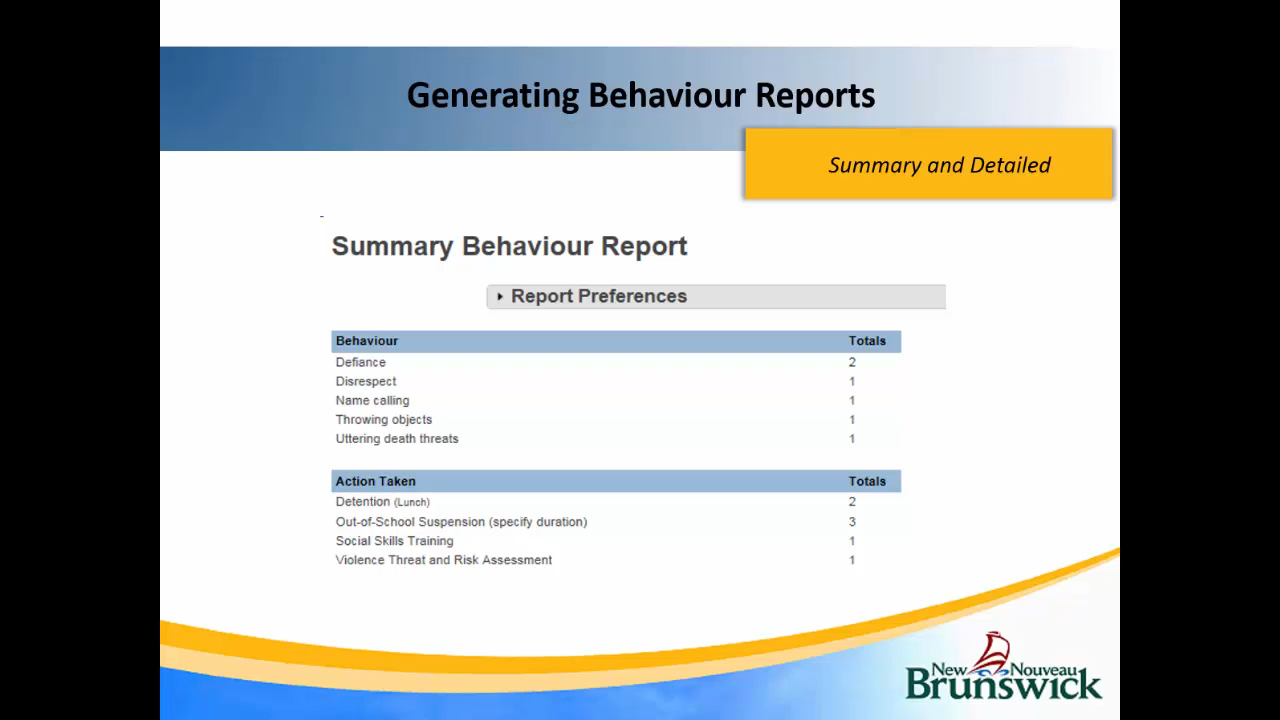 Generating Behaviour Reports
Summary and Detailed
Summary Behaviour Report
Report Preferences
Behaviour Totals
Defiance 2
Disrespect 1
Name calling 1
Throwing objects 1
Uttering death threats 1
Action Taken Totals
Detention (Lunch) 2
Out-of-School Suspension (specify duration) 3
Social Skills Training 1
Violence Threat and Risk Assessment 1
New Nouveau
Brunswick